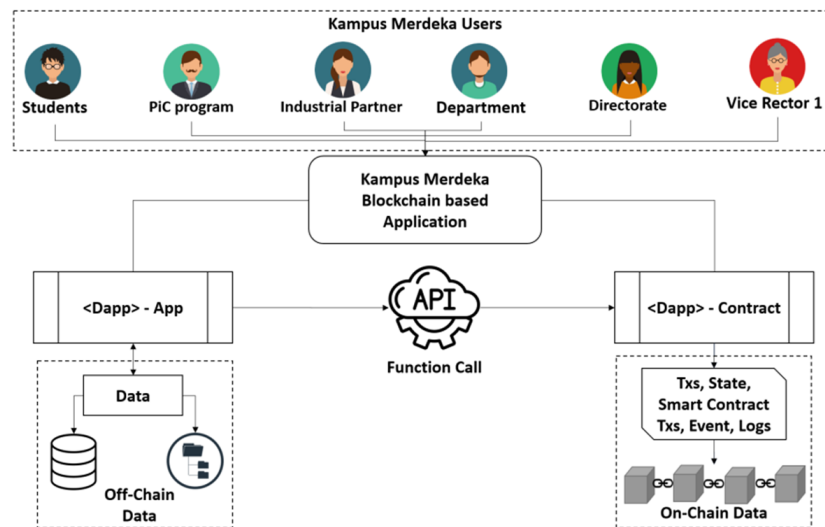 Kampus Merdeka Users
Students
PiC program
Industrial Partner
Department
Directorate
Vice Rector 1
Kampus Merdeka
Blockchain based
Application
<Dapp> - App
API
<Dapp> - Contract
Function Call
Data
Txs, State,
Smart Contract
Txs, Event, Logs
Off-Chain
Data
On-Chain Data